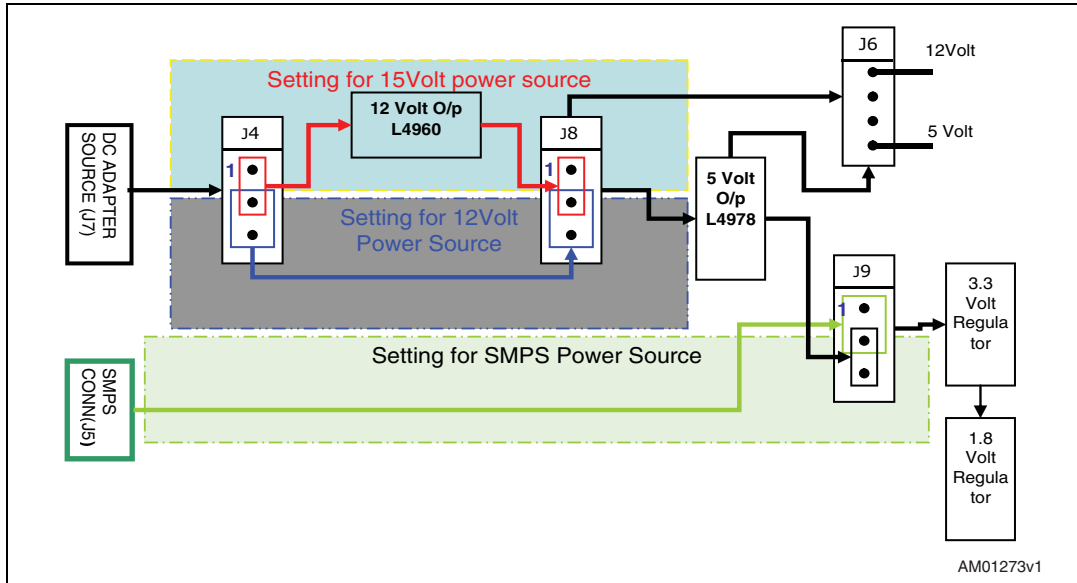 J6
12Volt
5 Volt
Setting for 15Volt power source
12 Volt O/p
L4960
J4
J8
1
1
DC ADAPTER
SOURCE (J7)
Setting for 12Volt
Power Source
5 Volt
O/p
L4978
J9
1
3.3
Volt
Regula
tor
Setting for SMPS Power Source
SMPS
CONN(J5)
1.8
Volt
Regula
tor
AM01273v1